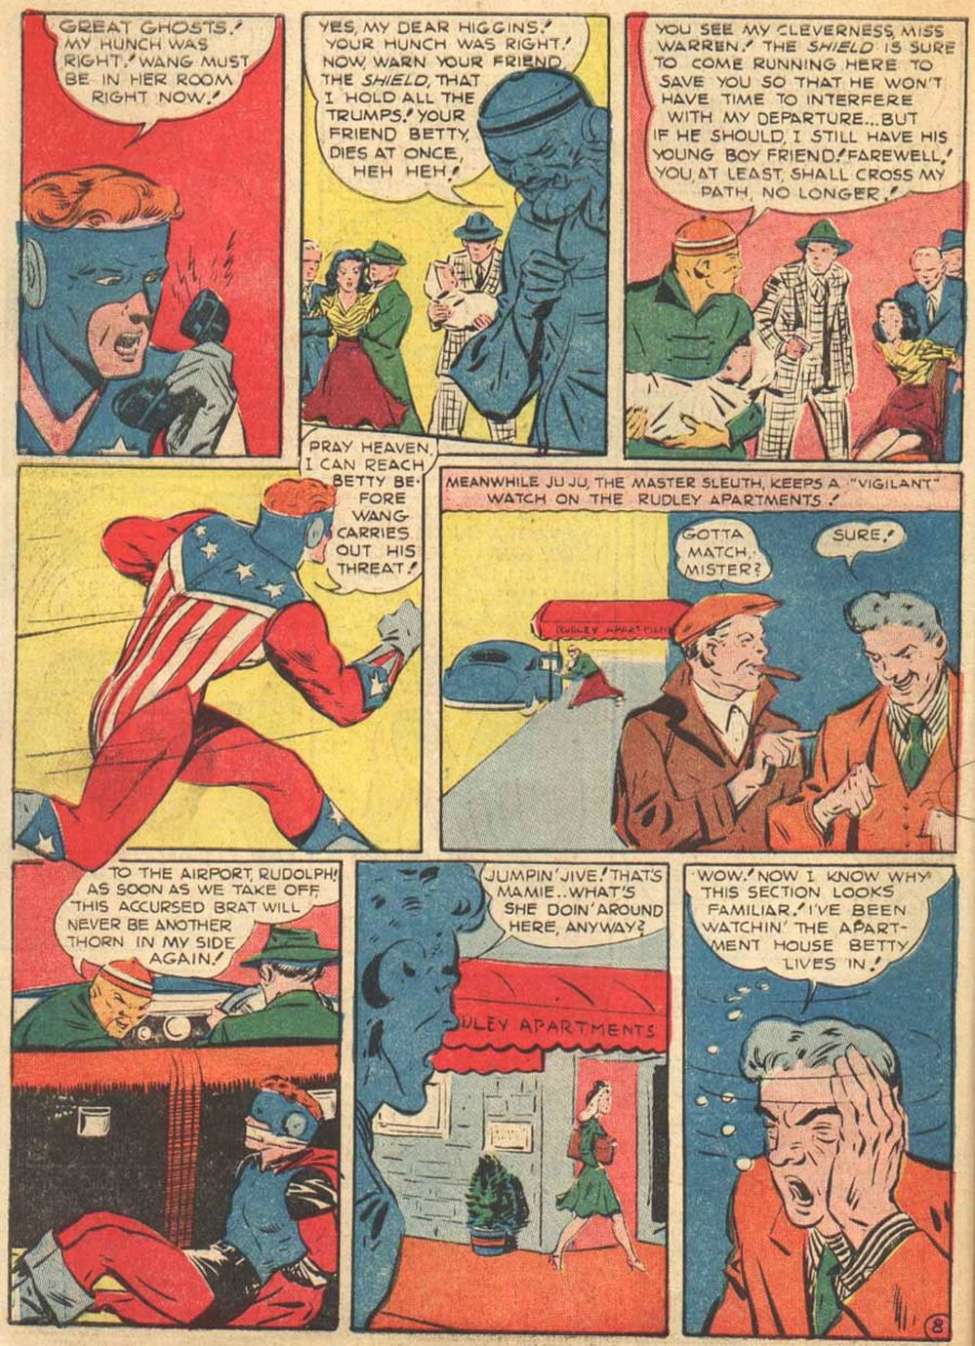 GREAT GHOSTS!
MY HUNCH WAS
RIGHT! WANG MUST
BE IN HER ROOM
RIGHT NOW!
YES, MY DEAR HIGGINS!
YOUR HUNCH WAS RIGHT!
NOW, WARN YOUR FRIEND,
THE SHIELD, THAT
I HOLD ALL THE
TRUMPS! YOUR
FRIEND BETTY,
DIES AT ONCE,
HEH HEH!
YOU SEE MY CLEVERNESS, MISS
WARREN! THE SHIELD IS SURE
TO COME RUNNING HERE TO
SAVE YOU SO THAT HE WON'T
HAVE TIME TO INTERFERE
WITH MY DEPARTURE...BUT
IF HE SHOULD, I STILL HAVE HIS
YOUNG BOY FRIEND! FAREWELL!
YOU, AT LEAST, SHALL CROSS MY
PATH, NO LONGER!
PRAY HEAVEN,
I CAN REACH
BETTY BE-
FORE
WANG
CARRIES
OUT HIS
THREAT!
MEANWHILE JU JU, THE MASTER SLEUTH, KEEPS A "VIGILANT"
WATCH ON THE RUDLEY APARTMENTS!
GOTTA
MATCH,
MISTER?
SURE!
RUDLEY APARTMEN
TO THE AIRPORT, RUDOLPH!
AS SOON AS WE TAKE OFF,
THIS ACCURSED BRAT WILL
NEVER BE ANOTHER
THORN IN MY SIDE
AGAIN!
JUMPIN' JIVE! THAT'S
MAMIE..WHAT'S
SHE DOIN' AROUND
HERE, ANYWAY?
DLEY APARTMENTS
WOW! NOW I KNOW WHY
THIS SECTION LOOKS
FAMILIAR! I'VE BEEN
WATCHIN' THE APART-
MENT HOUSE BETTY
LIVES IN!
8